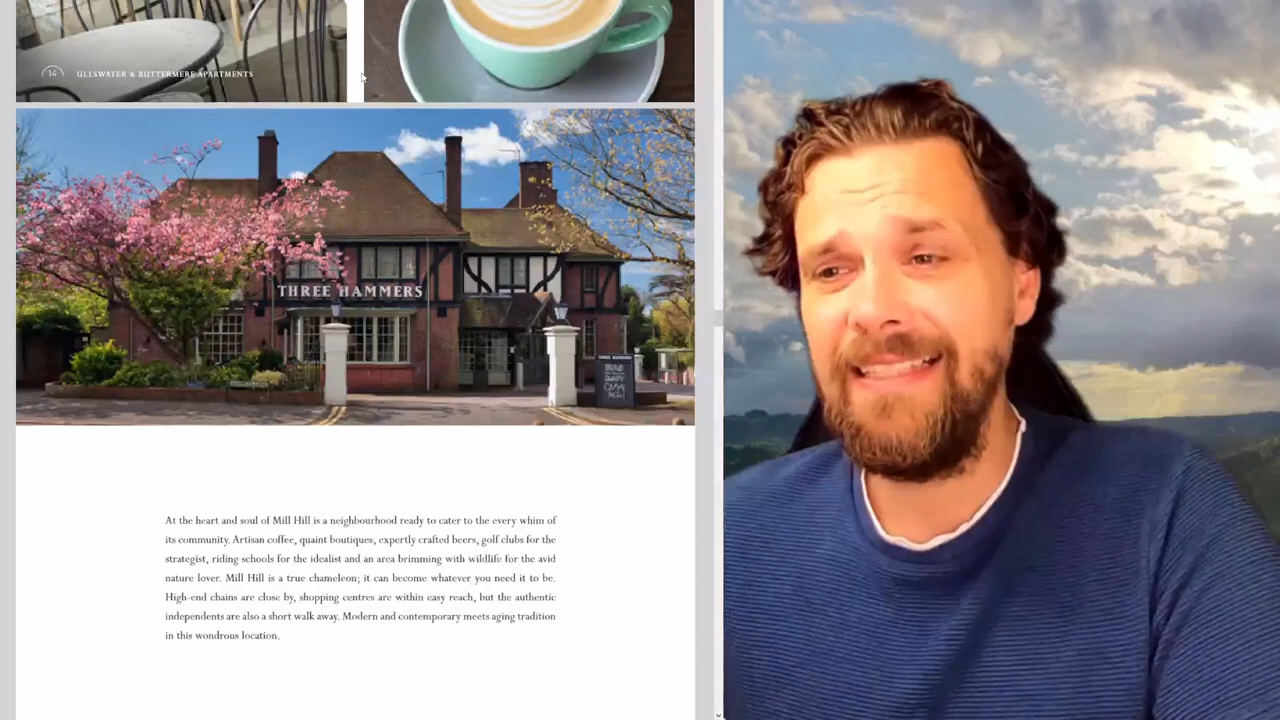 14
ULLSWATER & BUTTERMERE APARTMENTS
THREE HAMMERS
At the heart and soul of Mill Hill is a neighbourhood ready to cater to the every whim of
its community. Artisan coffee, quaint boutiques, expertly crafted beers, golf clubs for the
strategist, riding schools for the idealist and an area brimming with wildlife for the avid
nature lover. Mill Hill is a true chameleon; it can become whatever you need it to be.
High-end chains are close by, shopping centres are within easy reach, but the authentic
independents are also a short walk away. Modern and contemporary meets aging tradition
in this wondrous location.